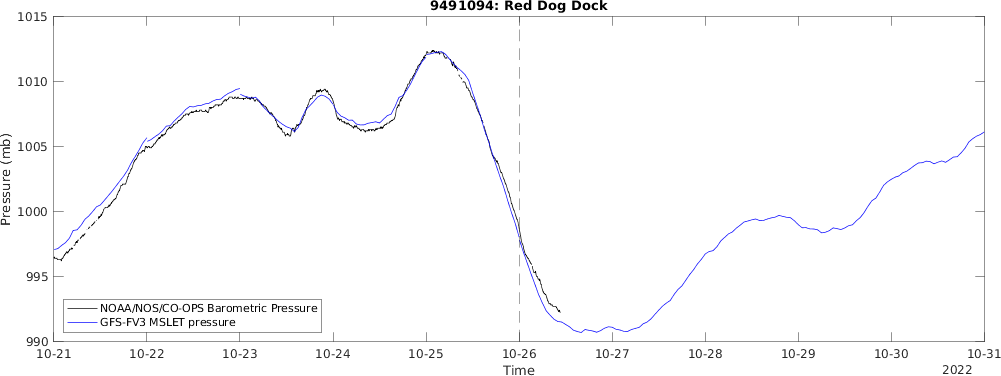 9491094: Red Dog Dock
Pressure (mb)
1015
1010
1005
1000
995
990
NOAA/NOS/CO-OPS Barometric Pressure
GFS-FV3 MSLET pressure
10-21 10-22 10-23 10-24 10-25 10-26 10-27 10-28 10-29 10-30 10-31
Time
2022